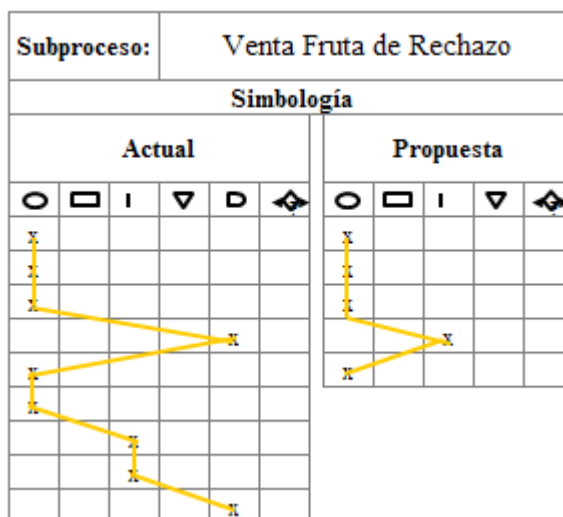 Subproceso: Venta Fruta de Rechazo
Simbología
Actual Propuesta
I D I
x x
x x
x x
x x
x x
x
x
x
x